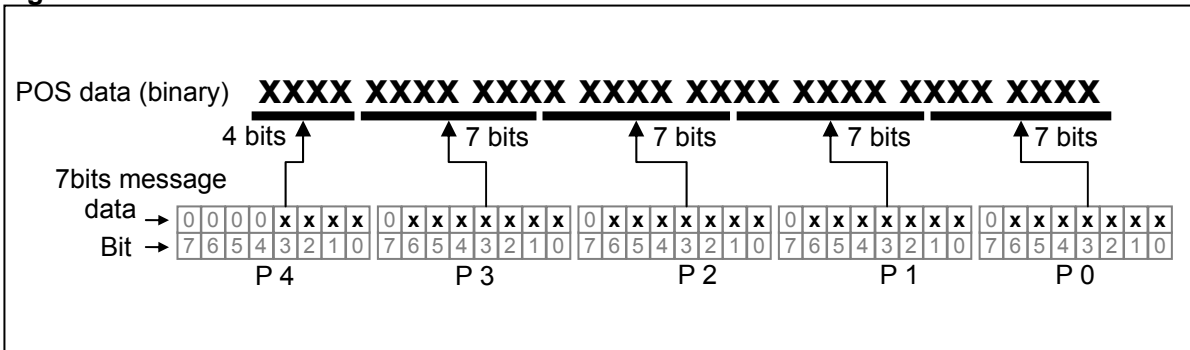 POS data (binary) XXXX XXXX XXXX XXXX XXXX XXXX XXXX XXXX
4 bits 7 bits 7 bits 7 bits 7 bits
7bits message
data → 0 0 0 0 x x x x 0 x x x x x x x 0 x x x x x x x 0 x x x x x x x 0 x x x x x x x
Bit → 7 6 5 4 3 2 1 0 7 6 5 4 3 2 1 0 7 6 5 4 3 2 1 0 7 6 5 4 3 2 1 0 7 6 5 4 3 2 1 0
P 4 P 3 P 2 P 1 P 0